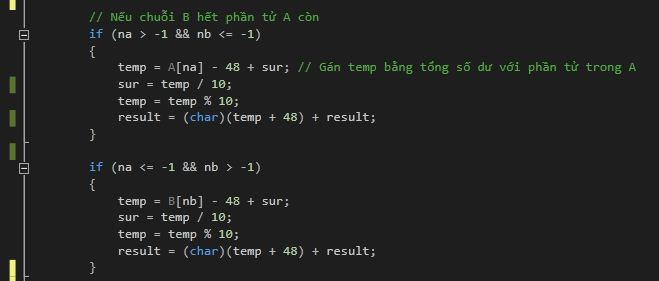 // Nếu chuỗi B hết phần tử A còn
if (na > -1 && nb <= -1)
{
temp = A[na] - 48 + sur; // Gán temp bằng tổng số dư với phần tử trong A
sur = temp / 10;
temp = temp % 10;
result = (char)(temp + 48) + result;
}
if (na <= -1 && nb > -1)
{
temp = B[nb] - 48 + sur;
sur = temp / 10;
temp = temp % 10;
result = (char)(temp + 48) + result;
}